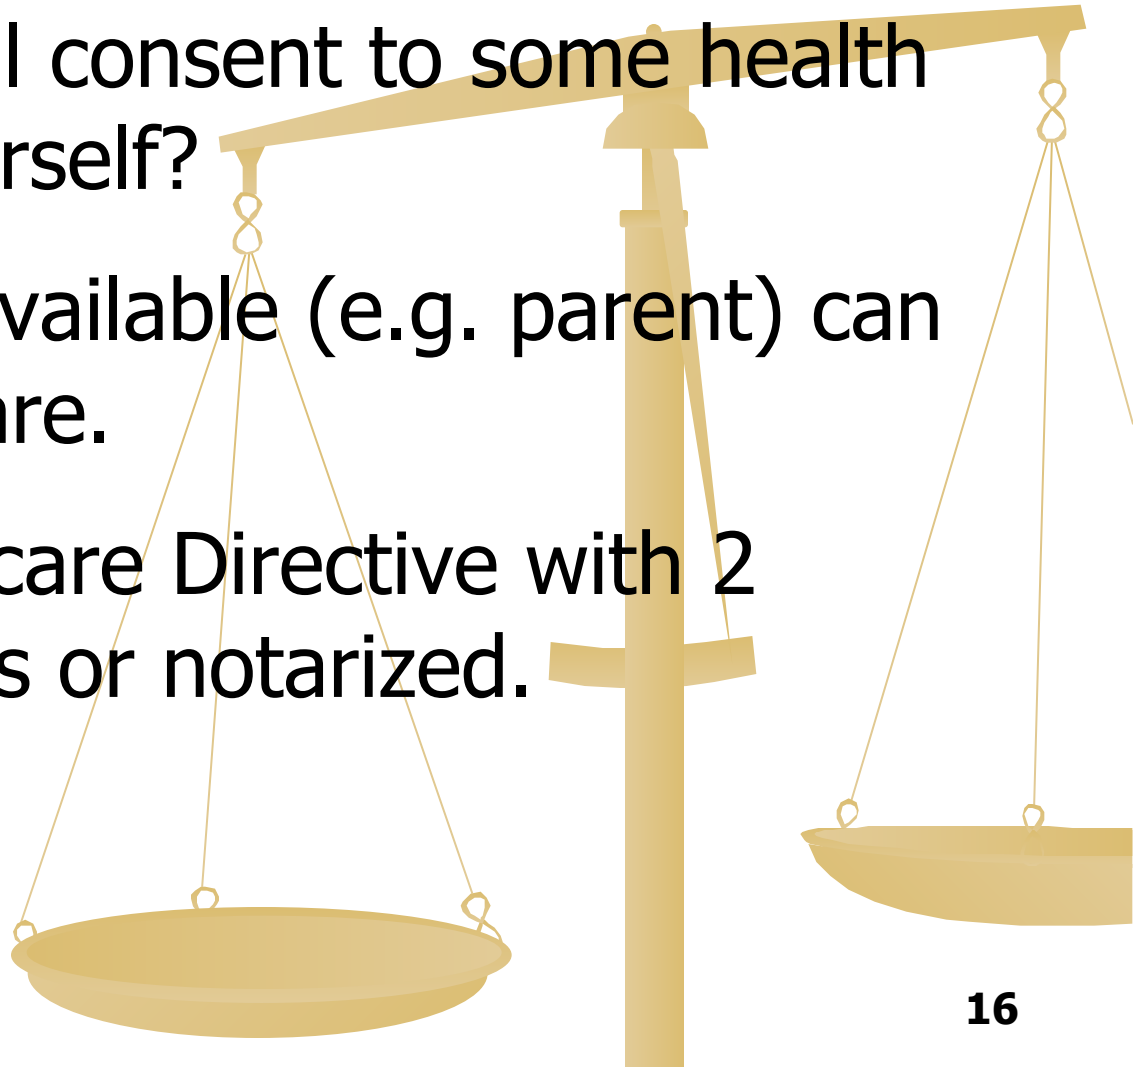 l consent to some health
rself?
vailable (e.g. parent) can
are.
care Directive with 2
s or notarized.
16